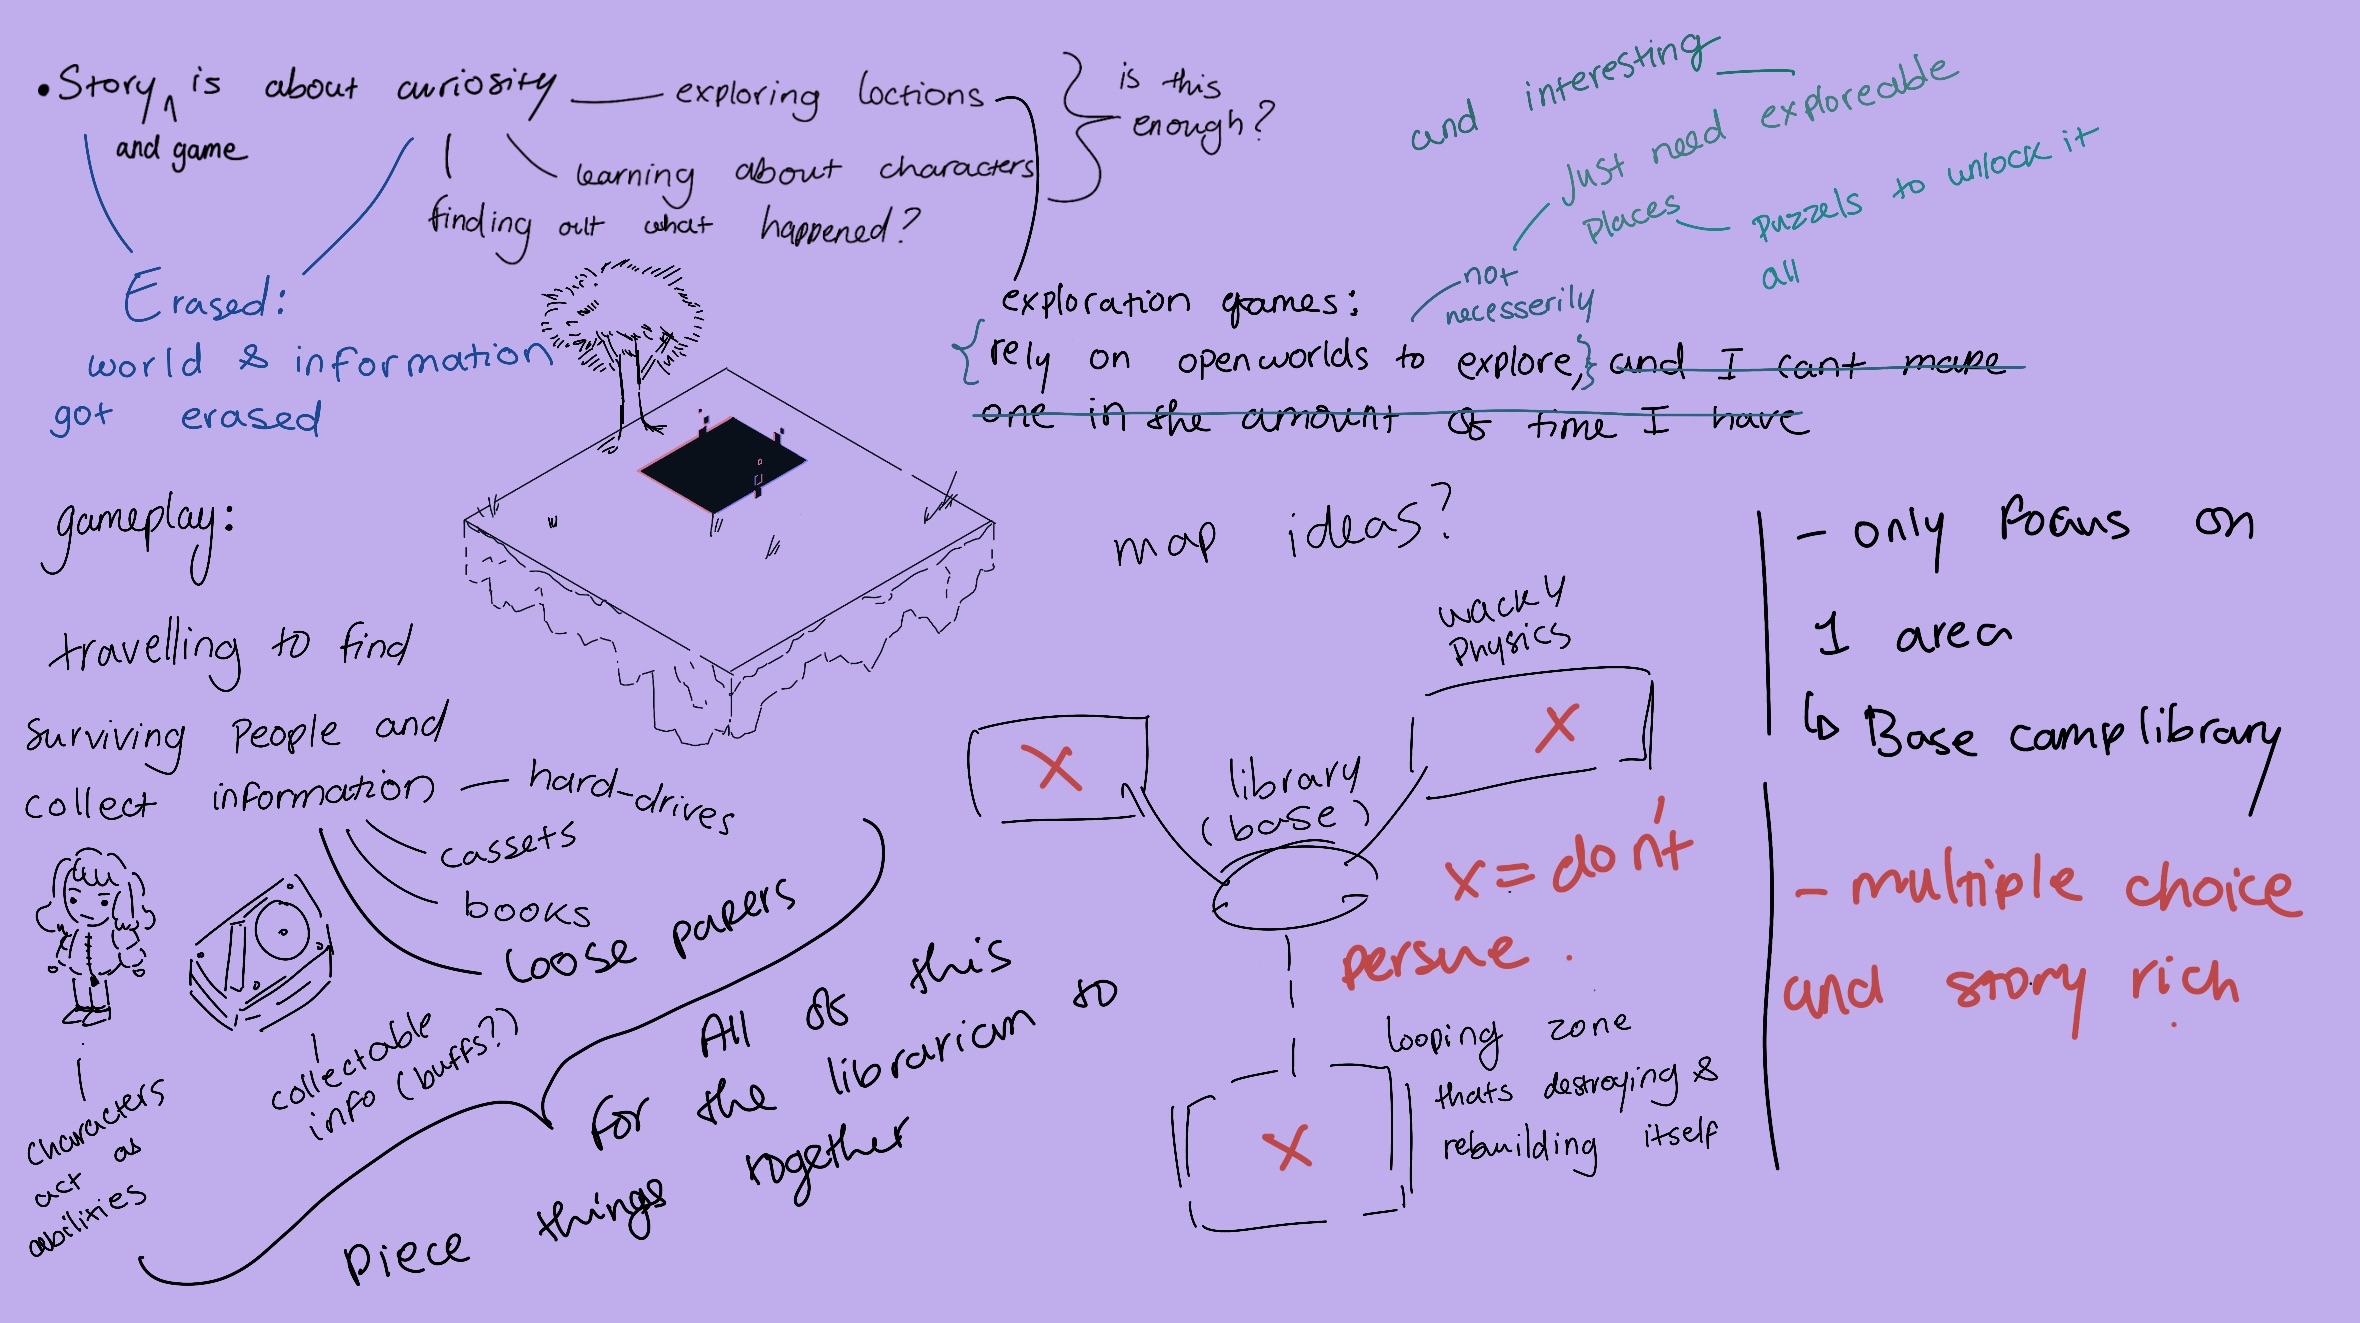 • Story is about curiosity
and game
exploring loctions
learning about characters
finding out what happened?
is this
enough?
Erased:
world & information
got erased
and interesting
Just need exploreable
places
puzzels to unlock it
all
not
necesserily
exploration games:
{rely on openworlds to explore,} and I cant make
one in the amount of time I have
gameplay:
travelling to find
surviving people and
collect information
hard-drives
cassets
books
loose papers
characters
act as
abilities
collectable
info (buffs?)
All of this
for the librarian to
piece things together
map ideas?
wacky
physics
X
X
library
(base)
X = don't
persue.
looping zone
thats destroying &
rebuilding itself
X
- only focus on
1 area
↳ Base camp library
- multiple choice
and story rich